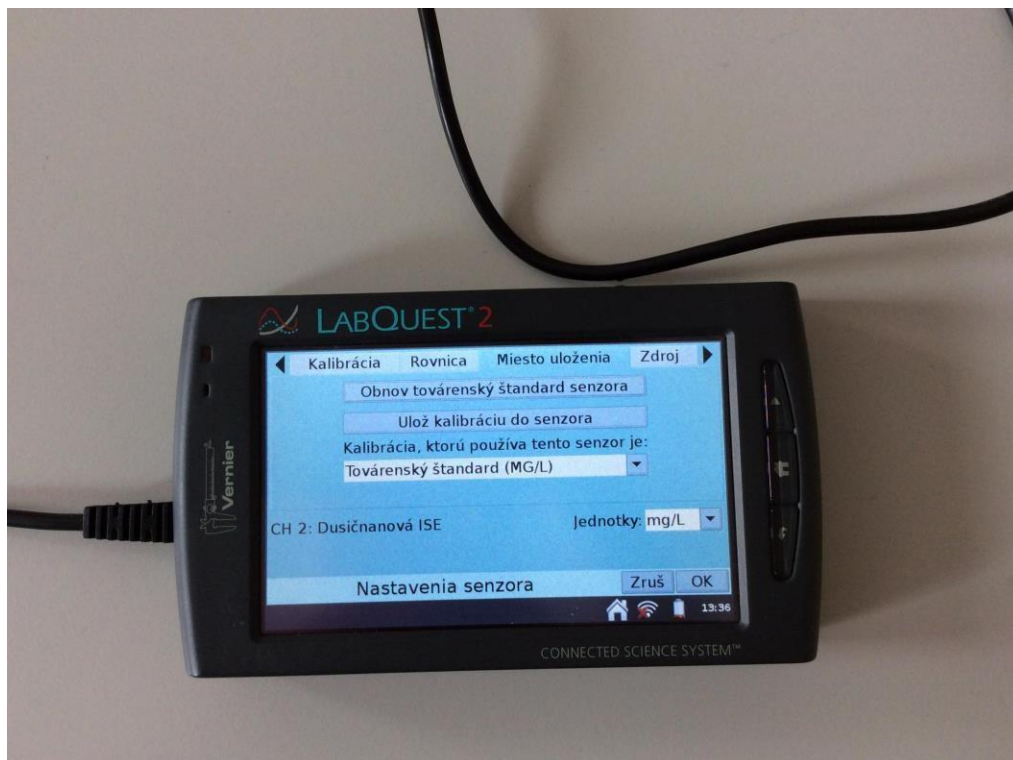 LABQUEST® 2
Kalibrácia Rovnica Miesto uloženia Zdroj
Obnov továrenský štandard senzora
Ulož kalibráciu do senzora
Kalibrácia, ktorú používa tento senzor je:
Továrenský štandard (MG/L)
CH 2: Dusičnanová ISE Jednotky: mg/L
Nastavenia senzora Zruš OK
13:36
Vernier
CONNECTED SCIENCE SYSTEM™